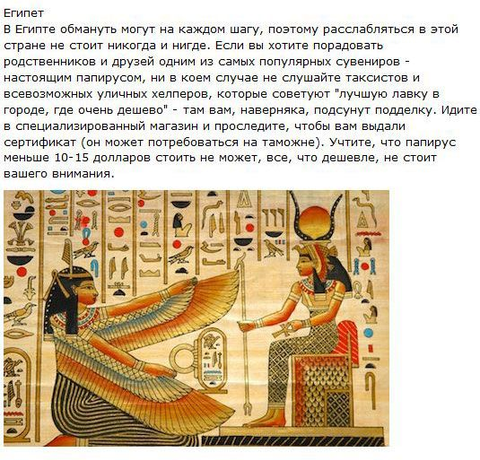 Египет
В Египте обмануть могут на каждом шагу, поэтому расслабляться в этой
стране не стоит никогда и нигде. Если вы хотите порадовать
родственников и друзей одним из самых популярных сувениров -
настоящим папирусом, ни в коем случае не слушайте таксистов и
всевозможных уличных хелперов, которые советуют "лучшую лавку в
городе, где очень дешево" - там вам, наверняка, подсунут подделку. Идите
в специализированный магазин и проследите, чтобы вам выдали
сертификат (он может потребоваться на таможне). Учтите, что папирус
меньше 10-15 долларов стоить не может, все, что дешевле, не стоит
вашего внимания.